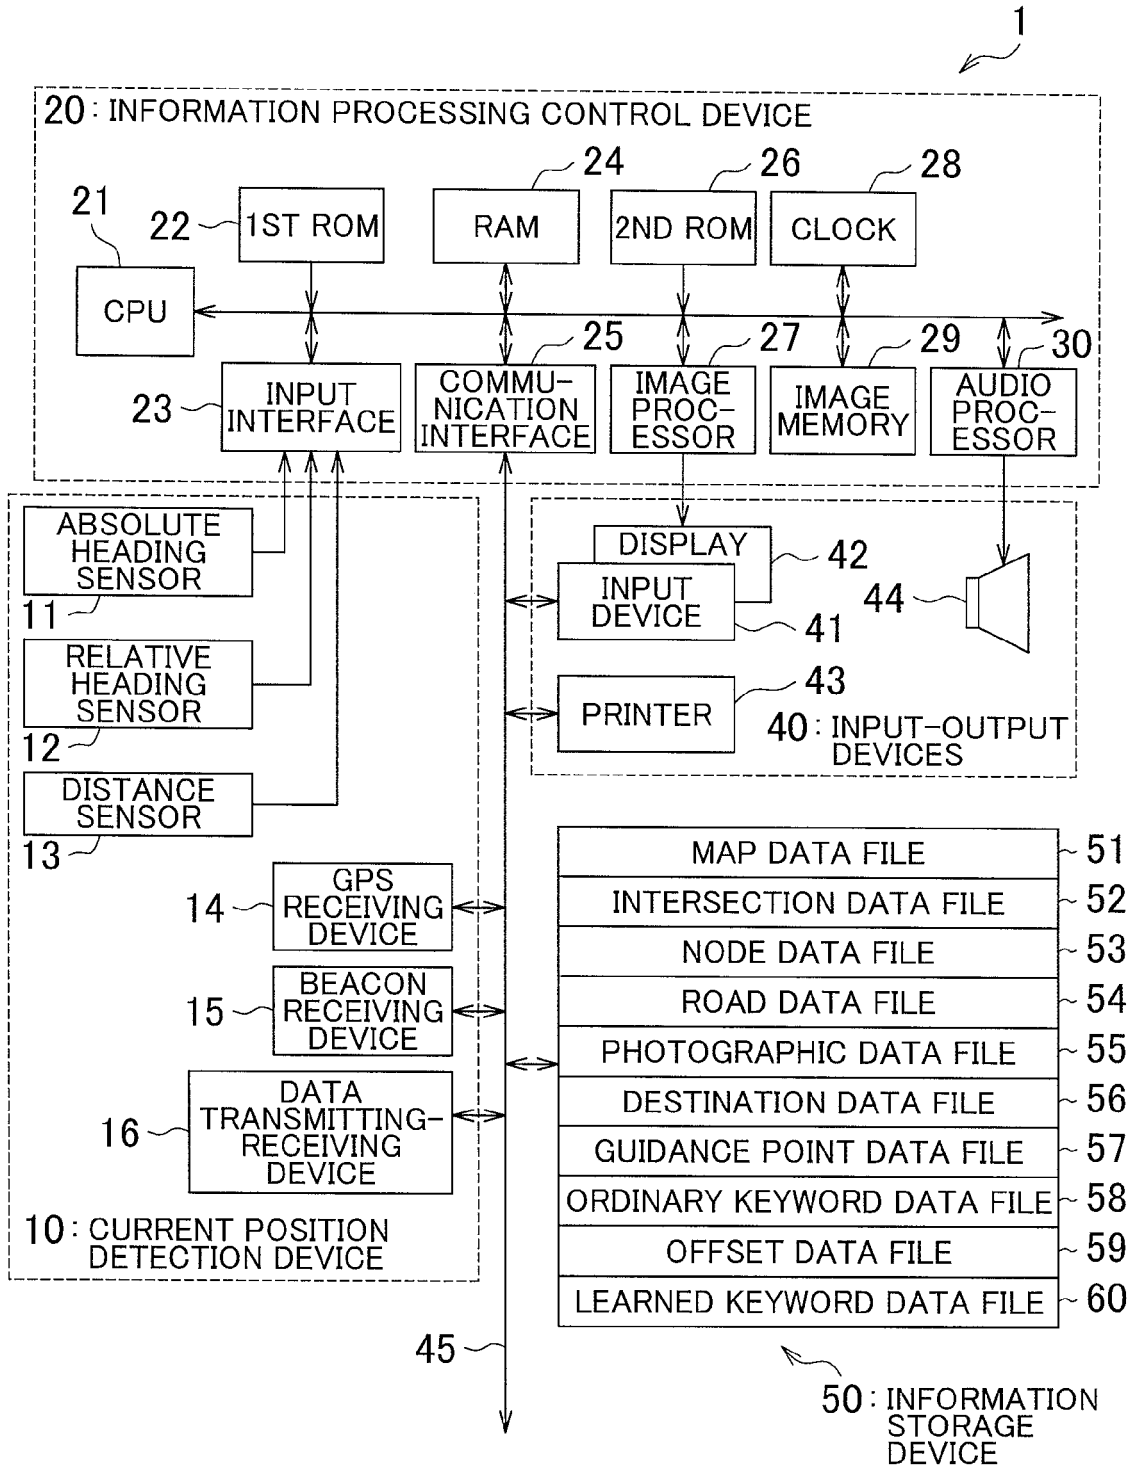 1
20 : INFORMATION PROCESSING CONTROL DEVICE
21
CPU
22
1ST ROM
24
RAM
26
2ND ROM
28
CLOCK
23
INPUT
INTERFACE
25
COMMU-
NICATION
INTERFACE
27
IMAGE
PROC-
ESSOR
29
IMAGE
MEMORY
30
AUDIO
PROC-
ESSOR
ABSOLUTE
HEADING
SENSOR
11
RELATIVE
HEADING
SENSOR
12
DISTANCE
SENSOR
13
GPS
RECEIVING
DEVICE
14
BEACON
RECEIVING
DEVICE
15
DATA
TRANSMITTING-
RECEIVING
DEVICE
16
10 : CURRENT POSITION
DETECTION DEVICE
DISPLAY
42
INPUT
DEVICE
41
44
PRINTER
43
40 : INPUT-OUTPUT
DEVICES
MAP DATA FILE 51
INTERSECTION DATA FILE 52
NODE DATA FILE 53
ROAD DATA FILE 54
PHOTOGRAPHIC DATA FILE 55
DESTINATION DATA FILE 56
GUIDANCE POINT DATA FILE 57
ORDINARY KEYWORD DATA FILE 58
OFFSET DATA FILE 59
LEARNED KEYWORD DATA FILE 60
45
50 : INFORMATION
STORAGE
DEVICE